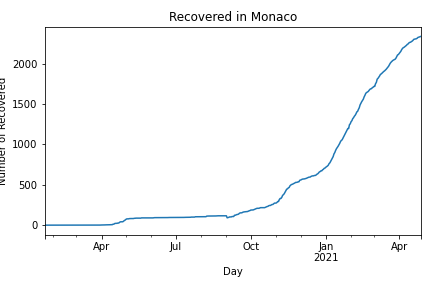 Recovered in Monaco
Number of Recovered
2000
1500
1000
500
0
Apr
Jul
Oct
Jan
2021
Apr
Day